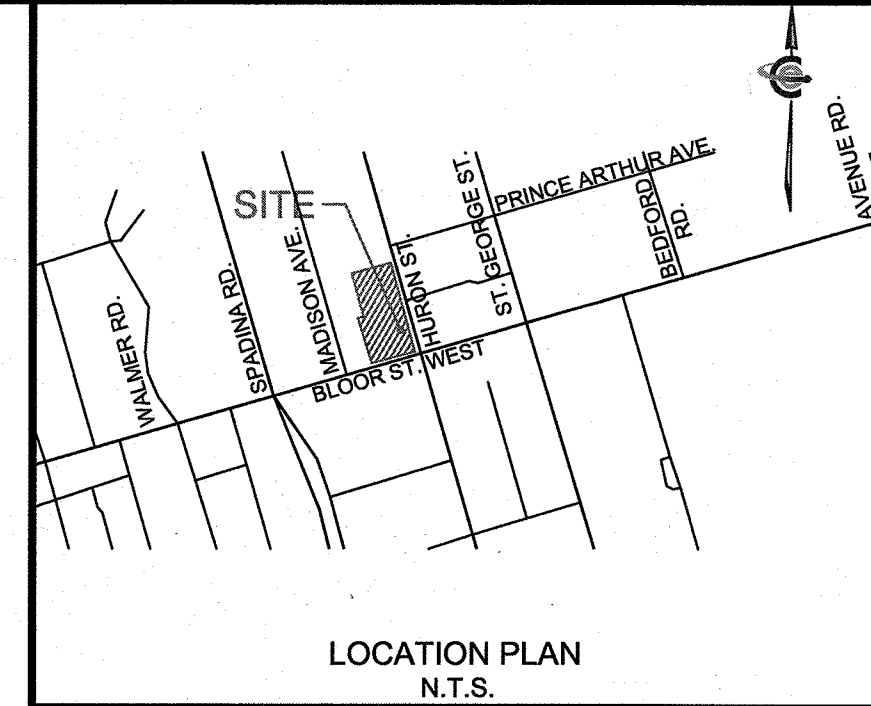 AVENUE RD.
PRINCE ARTHUR AVE.
ST. GEORGE ST.
BEDFORD
RD.
SITE
HURON ST.
MADISON AVE.
SPADINA RD.
WALMER RD.
BLOOR ST. WEST
LOCATION PLAN
N.T.S.